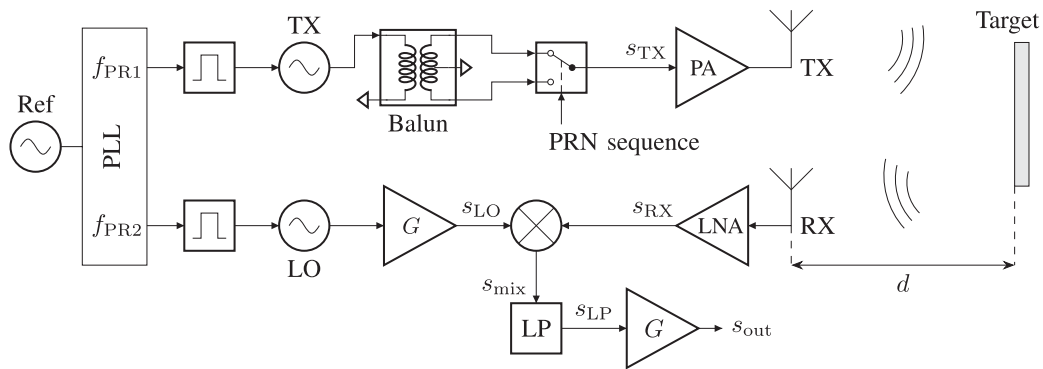 TX
Target
f_PR1
s_TX
PA
TX
Ref
PLL
Balun
PRN sequence
f_PR2
G
s_LO
s_RX
LNA
RX
LO
s_mix
d
LP
s_LP
G
s_out